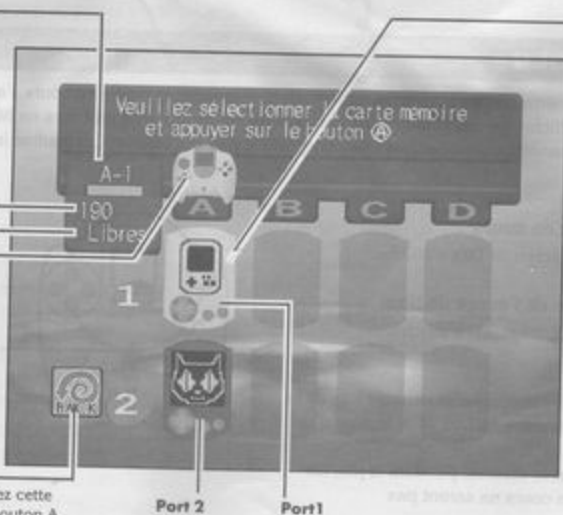 Veuillez sélectionner la carte mémoire
et appuyer sur le bouton Ⓐ.
A-1
190
Libres
A B C D
1
2
BACK
ez cette
outon A
Port 2
Port1